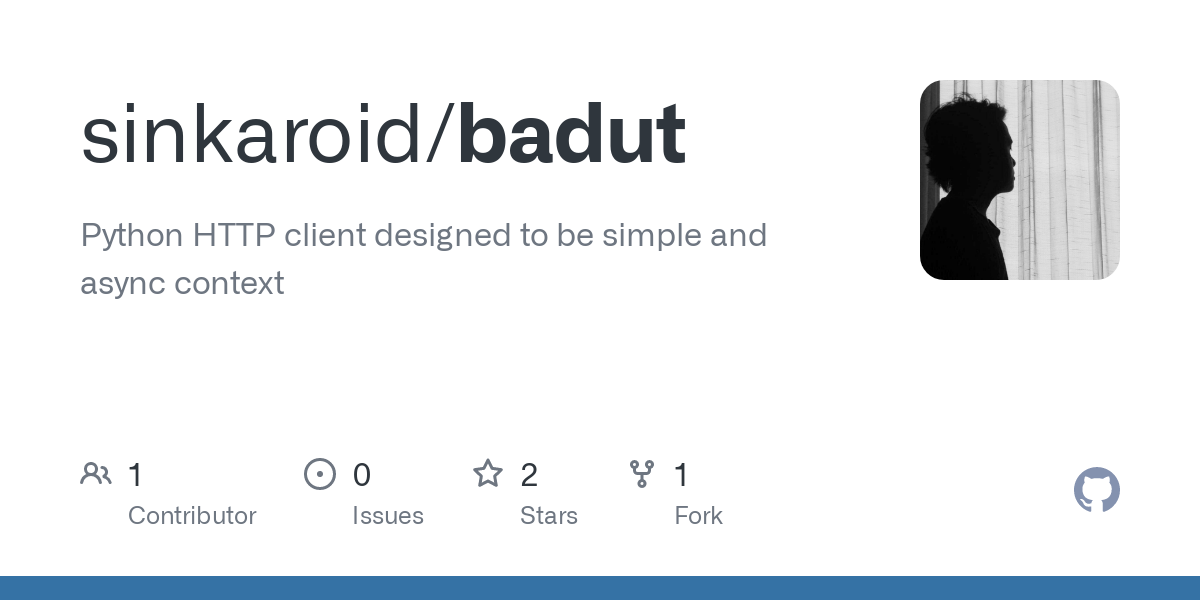 sinkaroid/badut
Python HTTP client designed to be simple and
async context
1 0 2 1
Contributor Issues Stars Fork